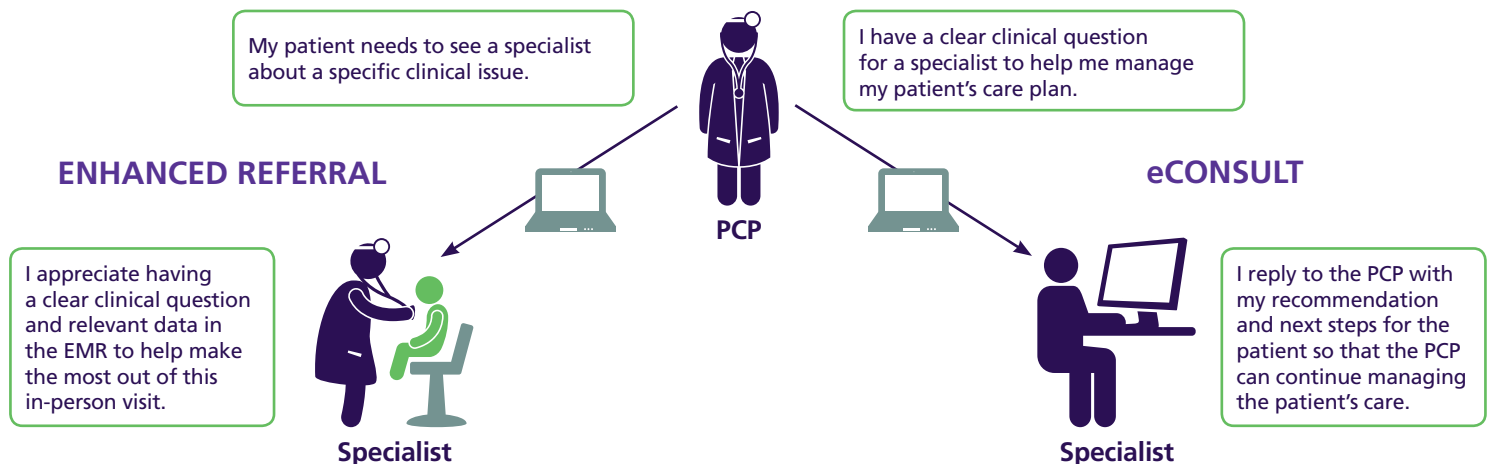 My patient needs to see a specialist
about a specific clinical issue.
I have a clear clinical question
for a specialist to help me manage
my patient’s care plan.
ENHANCED REFERRAL
eCONSULT
PCP
I appreciate having
a clear clinical question
and relevant data in
the EMR to help make
the most out of this
in-person visit.
Specialist
I reply to the PCP with
my recommendation
and next steps for the
patient so that the PCP
can continue managing
the patient’s care.
Specialist